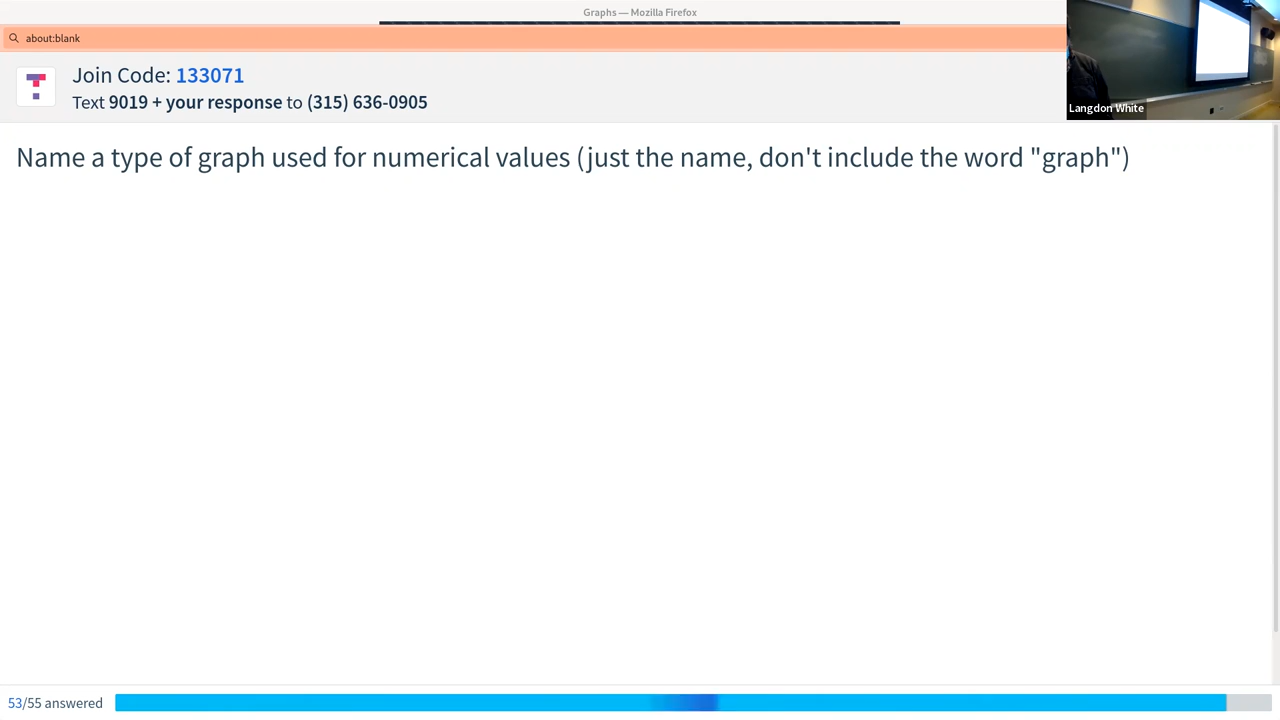 Graphs — Mozilla Firefox
about:blank
Join Code: 133071
Text 9019 + your response to (315) 636-0905
Langdon White
Name a type of graph used for numerical values (just the name, don't include the word "graph")
53/55 answered